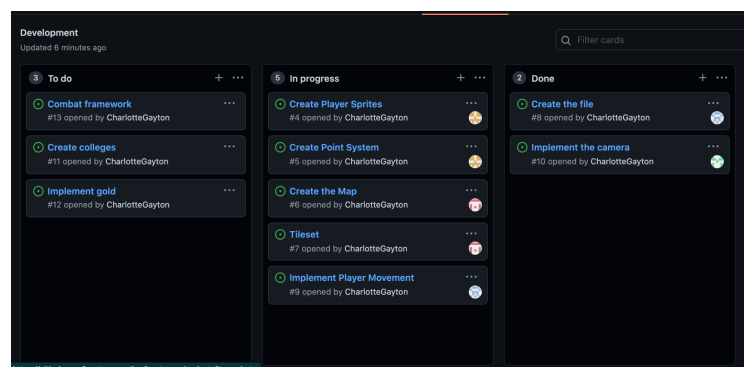 Development
Updated 6 minutes ago
Filter cards
3 To do
Combat framework
#13 opened by CharlotteGayton
Create colleges
#11 opened by CharlotteGayton
Implement gold
#12 opened by CharlotteGayton
5 In progress
Create Player Sprites
#4 opened by CharlotteGayton
Create Point System
#5 opened by CharlotteGayton
Create the Map
#6 opened by CharlotteGayton
Tileset
#7 opened by CharlotteGayton
Implement Player Movement
#9 opened by CharlotteGayton
2 Done
Create the file
#8 opened by CharlotteGayton
Implement the camera
#10 opened by CharlotteGayton